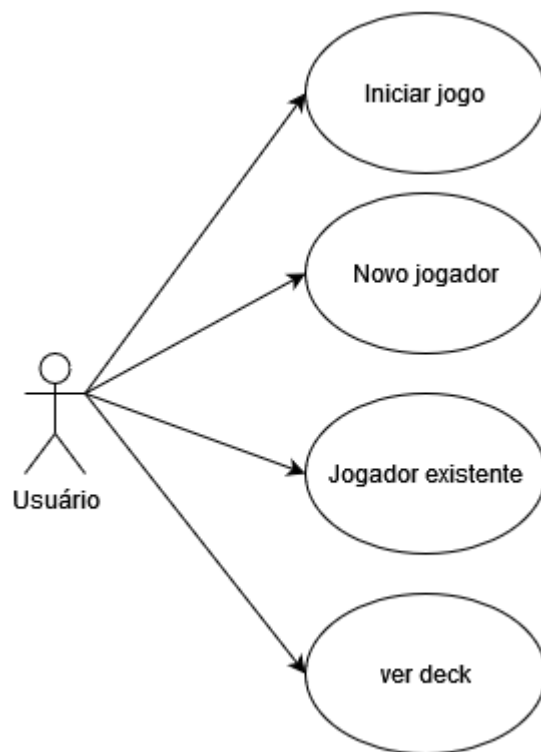 Iniciar jogo
Novo jogador
Jogador existente
Usuário
ver deck